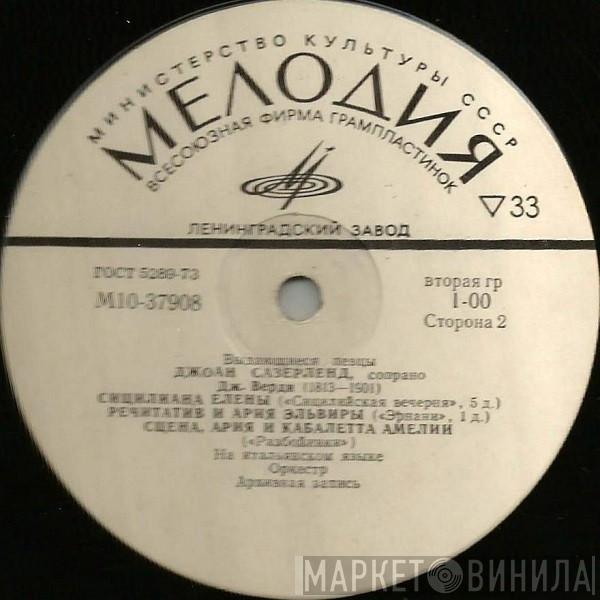 МИНИСТЕРСТВО КУЛЬТУРЫ СССР
МЕЛОДИЯ
ВСЕСОЮЗНАЯ ФИРМА ГРАМПЛАСТИНОК
▽33
ЛЕНИНГРАДСКИЙ ЗАВОД
ГОСТ 5289-73
М10-37908
вторая гр
1-00
Сторона 2
Выдающиеся певцы
ДЖОАН САЗЕРЛЕНД, сопрано
Дж. Верди (1813—1901)
СИЦИЛИАНА ЕЛЕНЫ («Сицилийская вечерня», 5 д.)
РЕЧИТАТИВ И АРИЯ ЭЛЬВИРЫ («Эрнани», 1 д.)
СЦЕНА, АРИЯ И КАБАЛЕТТА АМЕЛИИ
(«Разбойники»)
На итальянском языке
Оркестр
Архивная запись
МАРКЕТ ВИНИЛА